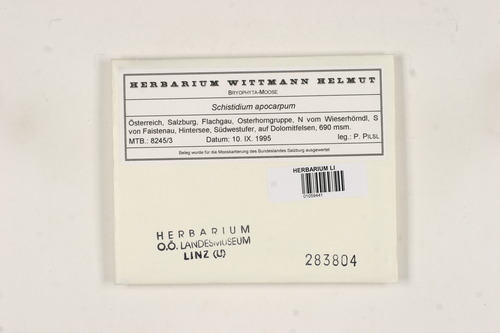 HERBARIUM WITTMANN HELMUT
BRYOPHYTA-MOOSE
Schistidium apocarpum
Österreich, Salzburg, Flachgau, Osterhorngruppe, N vom Wieserhörndl, S
von Faistenau, Hintersee, Südwestufer, auf Dolomitfelsen, 690 msm.
MTB.: 8245/3 Datum: 10. IX. 1995 leg.: P. PILSL
Beleg wurde für die Mooskartierung des Bundeslandes Salzburg ausgewertet
HERBARIUM LI
01059441
HERBARIUM
O.Ö. LANDESMUSEUM
LINZ (LI)
283804